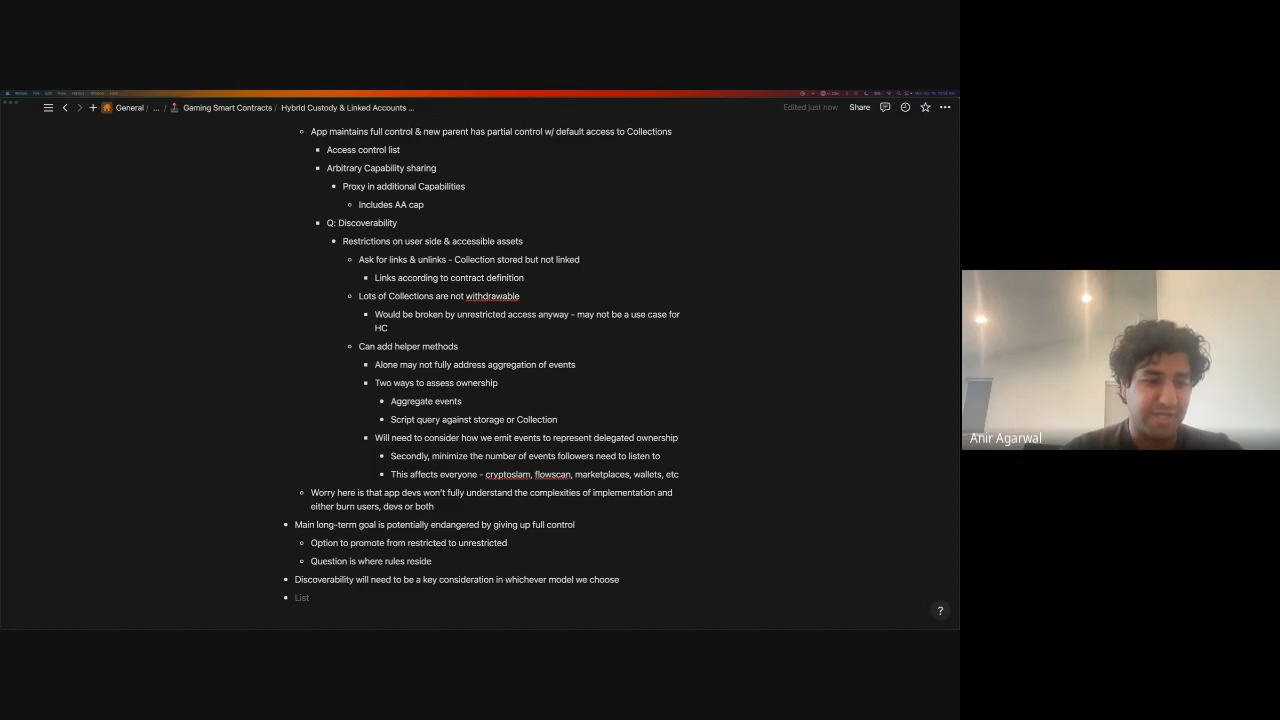 General / ... / Gaming Smart Contracts / Hybrid Custody & Linked Accounts ...
Edited just now
Share
App maintains full control & new parent has partial control w/ default access to Collections
Access control list
Arbitrary Capability sharing
Proxy in additional Capabilities
Includes AA cap
Q: Discoverability
Restrictions on user side & accessible assets
Ask for links & unlinks - Collection stored but not linked
Links according to contract definition
Lots of Collections are not withdrawable
Would be broken by unrestricted access anyway - may not be a use case for
HC
Can add helper methods
Alone may not fully address aggregation of events
Two ways to assess ownership
Aggregate events
Script query against storage or Collection
Will need to consider how we emit events to represent delegated ownership
Secondly, minimize the number of events followers need to listen to
This affects everyone - cryptoslam, flowscan, marketplaces, wallets, etc
Worry here is that app devs won't fully understand the complexities of implementation and
either burn users, devs or both
Main long-term goal is potentially endangered by giving up full control
Option to promote from restricted to unrestricted
Question is where rules reside
Discoverability will need to be a key consideration in whichever model we choose
List
?
Anir Agarwal